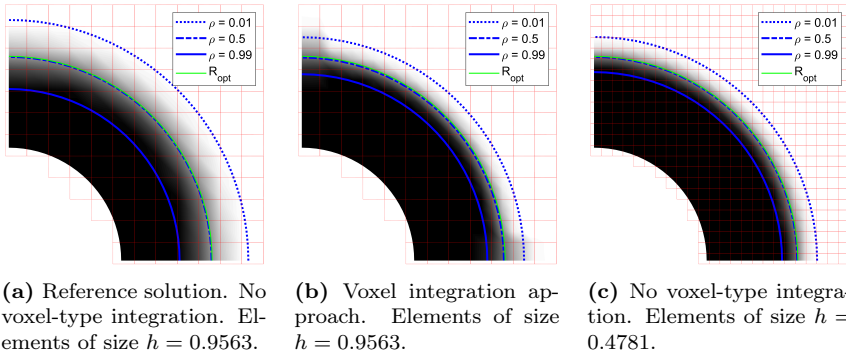 ρ = 0.01
ρ = 0.5
ρ = 0.99
R_opt
ρ = 0.01
ρ = 0.5
ρ = 0.99
R_opt
ρ = 0.01
ρ = 0.5
ρ = 0.99
R_opt
(a) Reference solution. No
voxel-type integration. El-
ements of size h = 0.9563.
(b) Voxel integration ap-
proach. Elements of size
h = 0.9563.
(c) No voxel-type integra-
tion. Elements of size h =
0.4781.